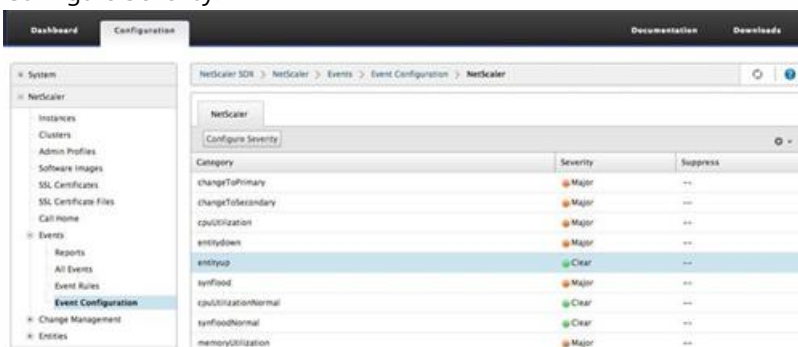 Configure Severity
Dashboard Configuration Documentation Downloads
System
NetScaler SDX > NetScaler > Events > Event Configuration > NetScaler
NetScaler
Instances
Clusters
Admin Profiles
Software Images
SSL Certificates
SSL Certificate Files
Call Home
Events
Reports
All Events
Event Rules
Event Configuration
Change Management
Entities
NetScaler
Configure Severity
Category Severity Suppress
changeToPrimary Major --
changeToSecondary Major --
cpuUtilization Major --
entitydown Major --
entityup Clear --
synflood Major --
cpuUtilizationNormal Clear --
synfloodNormal Clear --
memoryUtilization Major --